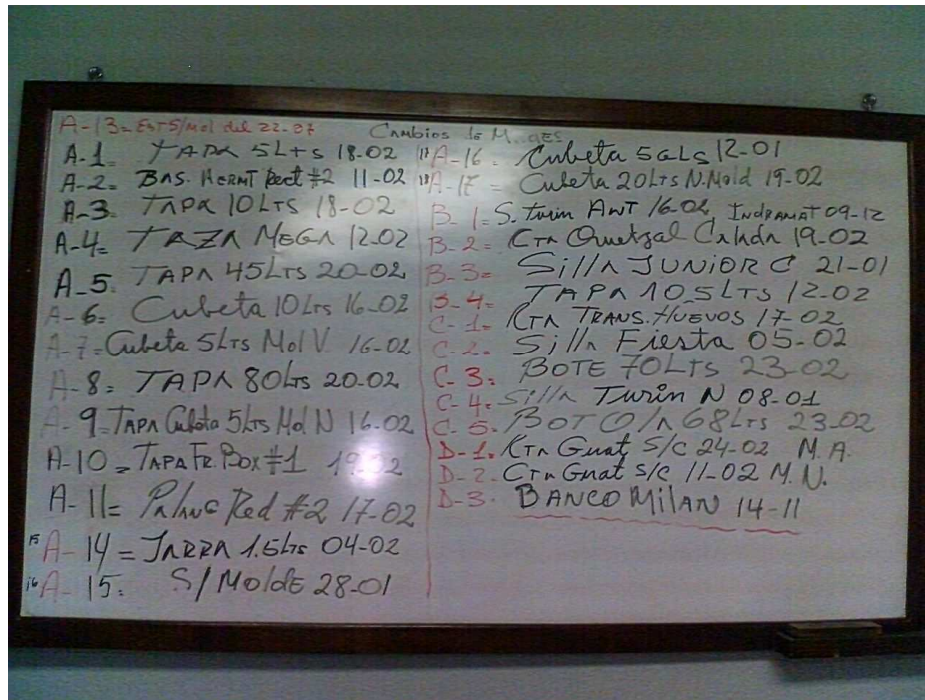 A-13= EST S/Mol del 22-07
Cambios de M
A-1= TAPA 5Lts 18-02
A-2= BAS. HERMT Rect #2 11-02
A-3= TAPA 10LTS 18-02
A-4= TAZA MEGA 12-02
A-5= TAPA 45LTS 20-02
A-6= Cubeta 10Lts 16-02
A-7= Cubeta 5LTS Mol V. 16-02
A-8= TAPA 80Lts 20-02
A-9= TAPA Cubeta 5Lts Mol N 16-02
A-10= TAPA FR. BOX #1
A-11= Red #2 17-02
15 A-14= JARRA 1.5Lts 04-02
16 A-15= S/MOLDE 28-01
17 A-16= Cubeta 5GLS 12-01
18 A-17= Cubeta 20LTS N.Mold 19-02
B-1= S. Turin ANT 16-02, INDRAMAT 09-12
B-2= CTA Quetzal Calada 19-02
B-3= Silla JUNIOR C 21-01
B-4= TAPA 10.5LTS 12-02
C-1= CTA TRANS. HUEVOS 17-02
C-2= Silla Fiesta 05-02
C-3= BOTE 70LTS 23-02
C-4= Silla Turin N 08-01
C-5= 68Lts 23-02
D-1= CTA Guat S/C 24-02 M.A.
D-2= CTA Guat S/C 11-02 M.N.
D-3= BANCO MILAN 14-11